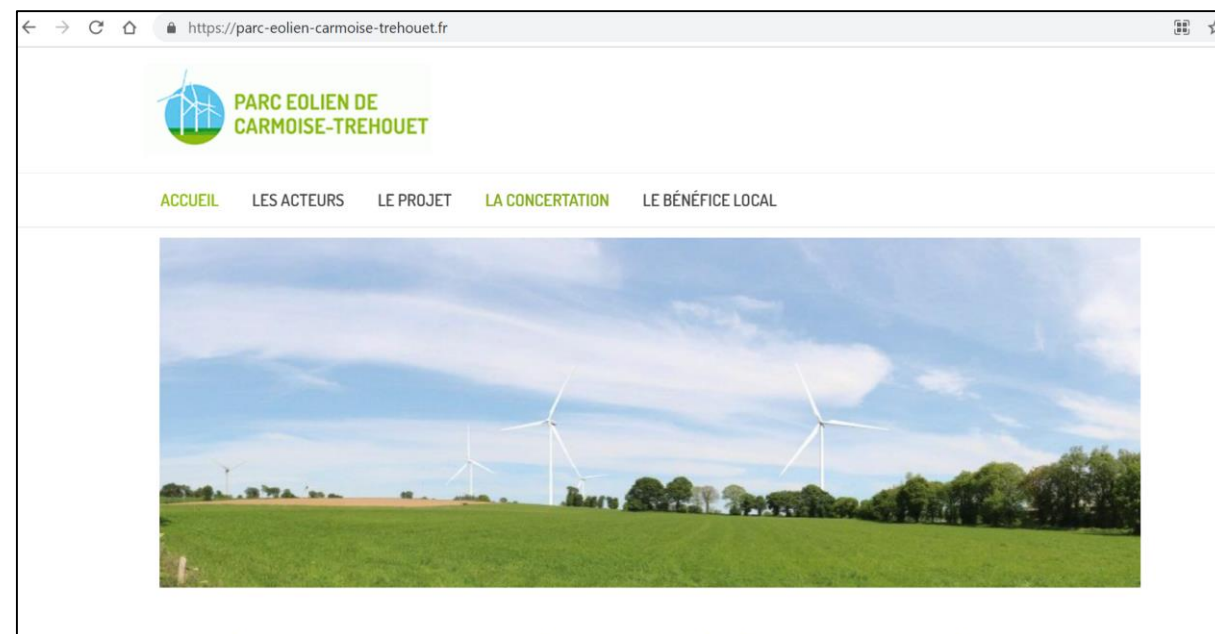 https://parc-eolien-carmoise-trehouet.fr
PARC EOLIEN DE
CARMOISE-TREHOUET
ACCUEIL LES ACTEURS LE PROJET LA CONCERTATION LE BÉNÉFICE LOCAL